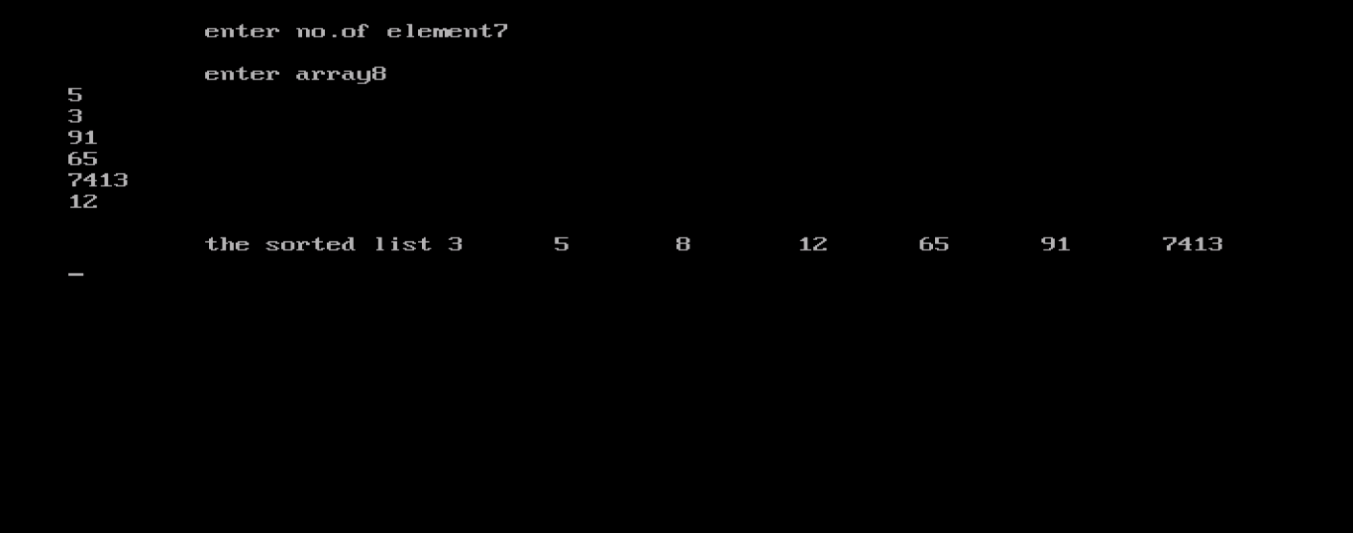 enter no.of element7
enter array8
5
3
91
65
7413
12
the sorted list 3 5 8 12 65 91 7413